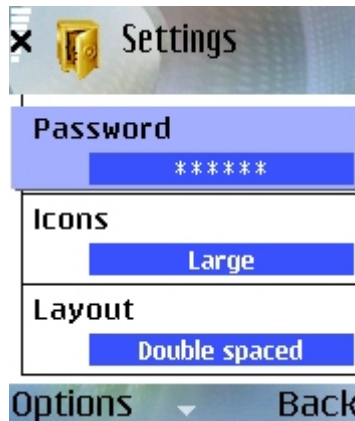 Settings
Password
******
Icons
Large
Layout
Double spaced
Options Back